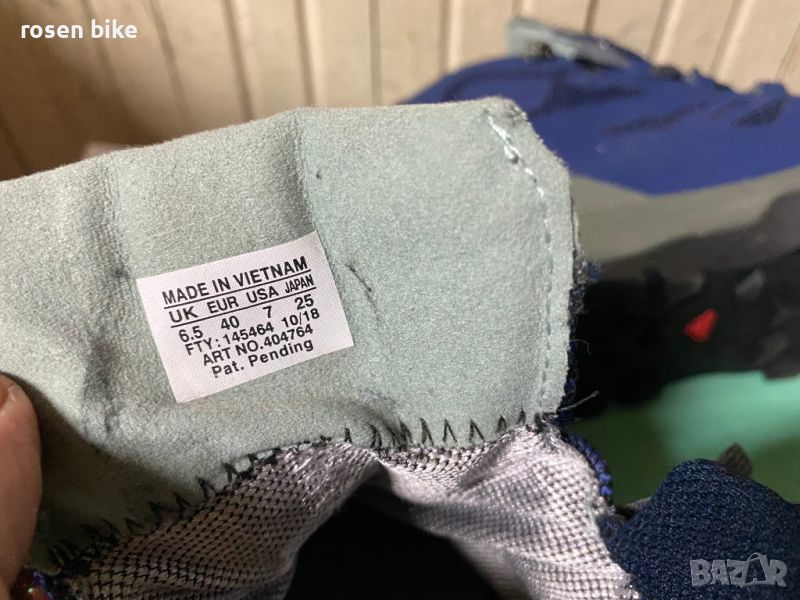 rosen bike
MADE IN VIETNAM
UK EUR USA JAPAN
6.5 40 7 25
FTY: 145464 10/18
ART NO.404764
Pat. Pending
BAZAR